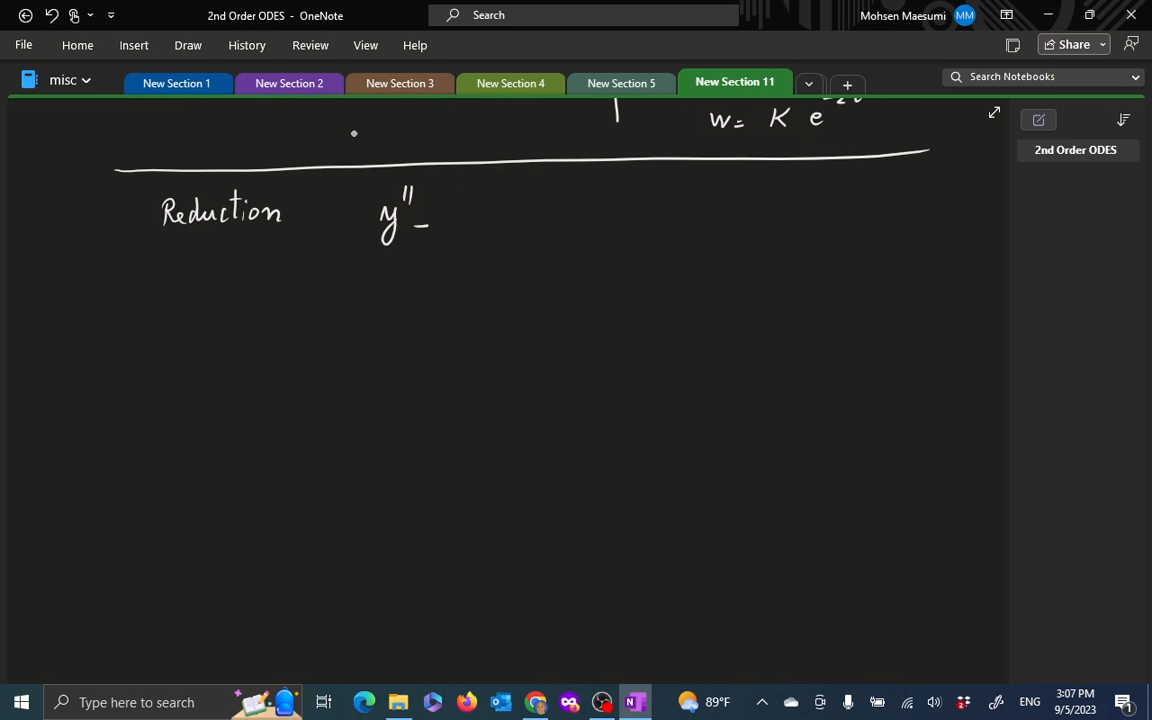 2nd Order ODES - OneNote
Search
Mohsen Maesumi MM
File Home Insert Draw History Review View Help
Share
misc
New Section 1 New Section 2 New Section 3 New Section 4 New Section 5 New Section 11
+
Search Notebooks
w = K e
2nd Order ODES
Reduction y'' -
Type here to search
89°F
ENG
3:07 PM
9/5/2023
1